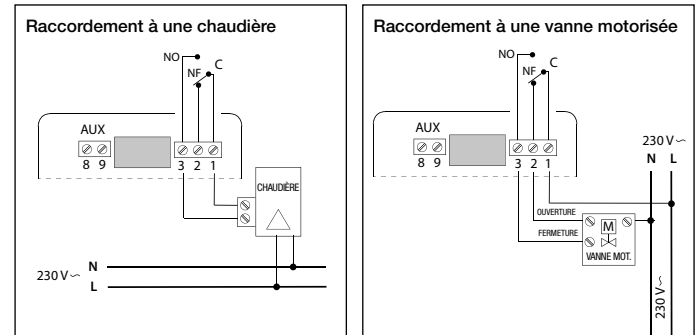 Raccordement à une chaudière
NO
NF
C
AUX
8 9
3 2 1
CHAUDIÈRE
230 V~
N
L
Raccordement à une vanne motorisée
NO
NF
C
AUX
8 9
3 2 1
230 V~
N L
OUVERTURE
FERMETURE
M
VANNE MOT.
230 V~